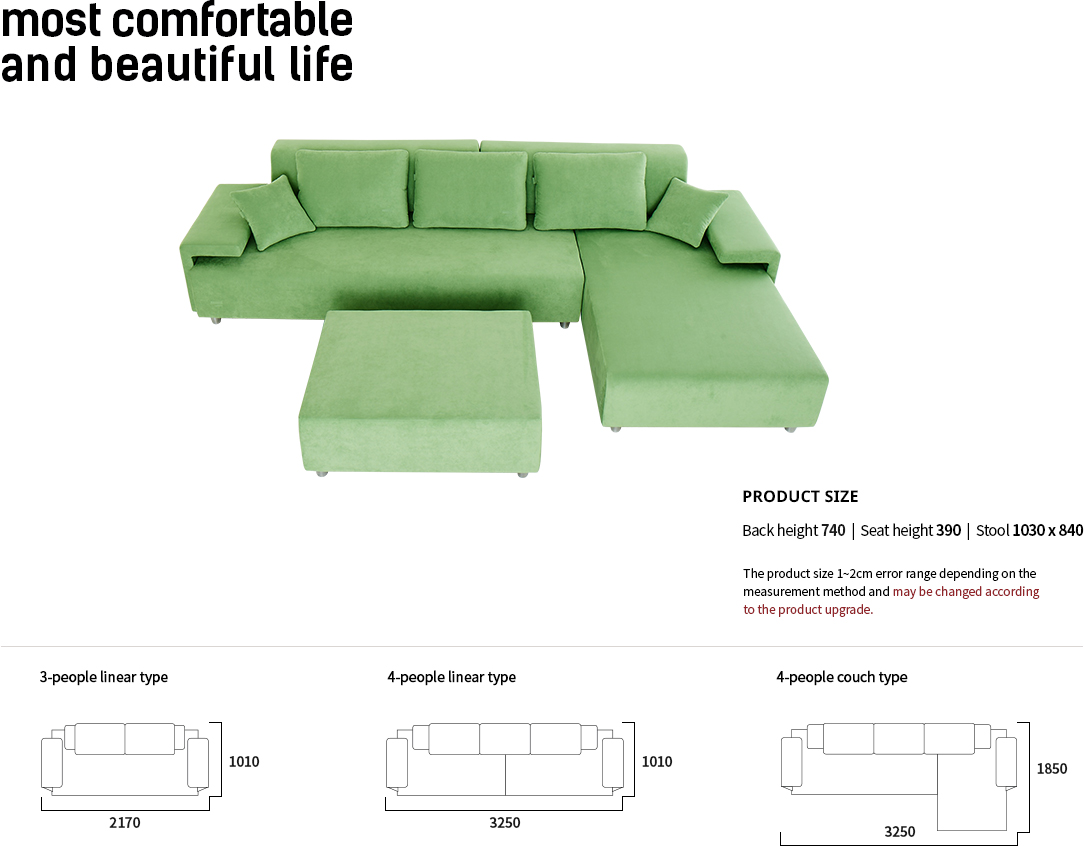 most comfortable
and beautiful life
PRODUCT SIZE
Back height 740 | Seat height 390 | Stool 1030 x 840
The product size 1~2cm error range depending on the
measurement method and may be changed according
to the product upgrade.
3-people linear type
4-people linear type
4-people couch type
1010
2170
1010
3250
1850
3250